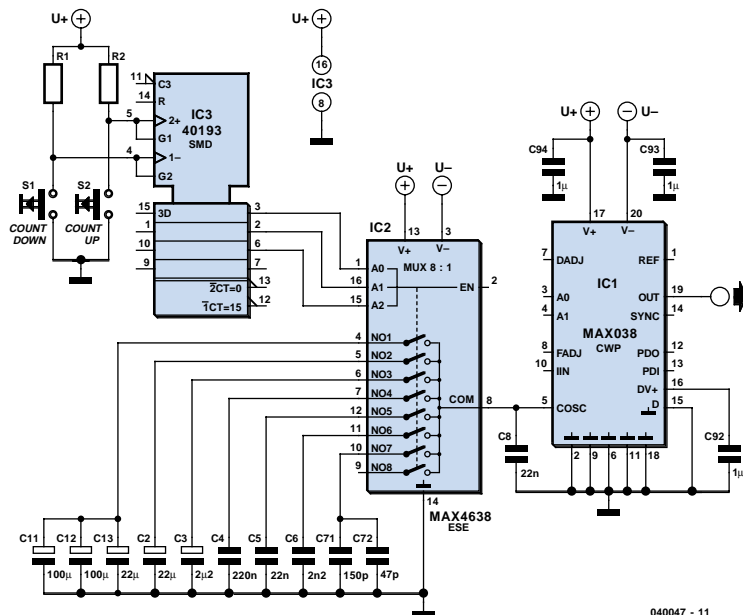 U+
R1
R2
S1
COUNT
DOWN
S2
COUNT
UP
11
C3
14
R
5
2+
G1
4
1–
G2
IC3
40193
SMD
15
3D
3
1
2
10
6
9
7
2CT=0
13
1CT=15
12
U+
16
IC3
8
U+
U–
IC2
13
3
V+
V–
MUX 8 : 1
1
A0
16
A1
15
A2
EN
2
4
NO1
5
NO2
6
NO3
7
NO4
12
NO5
11
NO6
10
NO7
9
NO8
COM
8
14
MAX4638
ESE
C11
100µ
C12
100µ
C13
22µ
C2
22µ
C3
2µ2
C4
220n
C5
22n
C6
2n2
C71
150p
C72
47p
U+
U–
C94
1µ
C93
1µ
17
20
V+
V–
7
DADJ
REF
1
IC1
3
A0
OUT
19
4
A1
SYNC
14
MAX038
CWP
8
FADJ
PDO
12
10
IIN
PDI
13
DV+
16
5
COSC
D
15
2
9
6
11
18
C8
22n
C92
1µ
040047 - 11